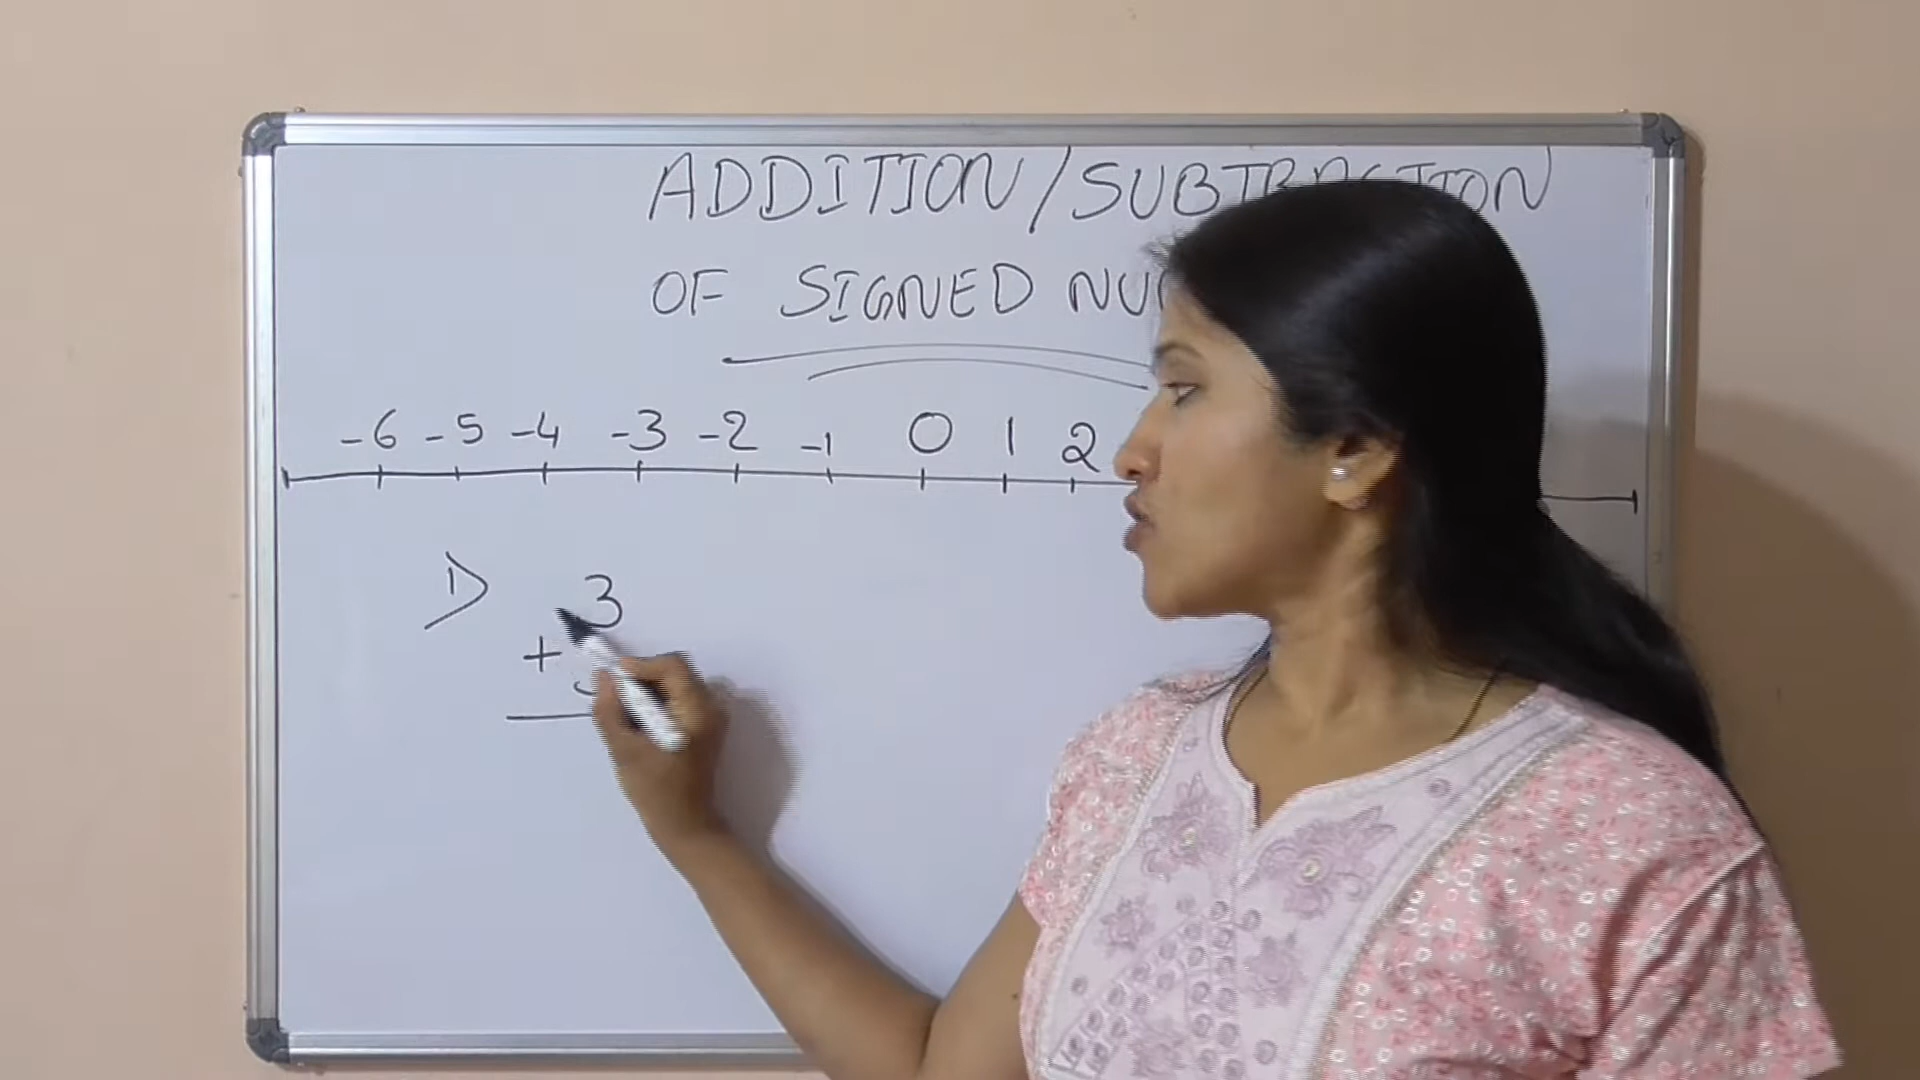 ADDITION/SUBTRACTION
OF SIGNED NU
-6 -5 -4 -3 -2 -1 0 1 2
1) 3
+